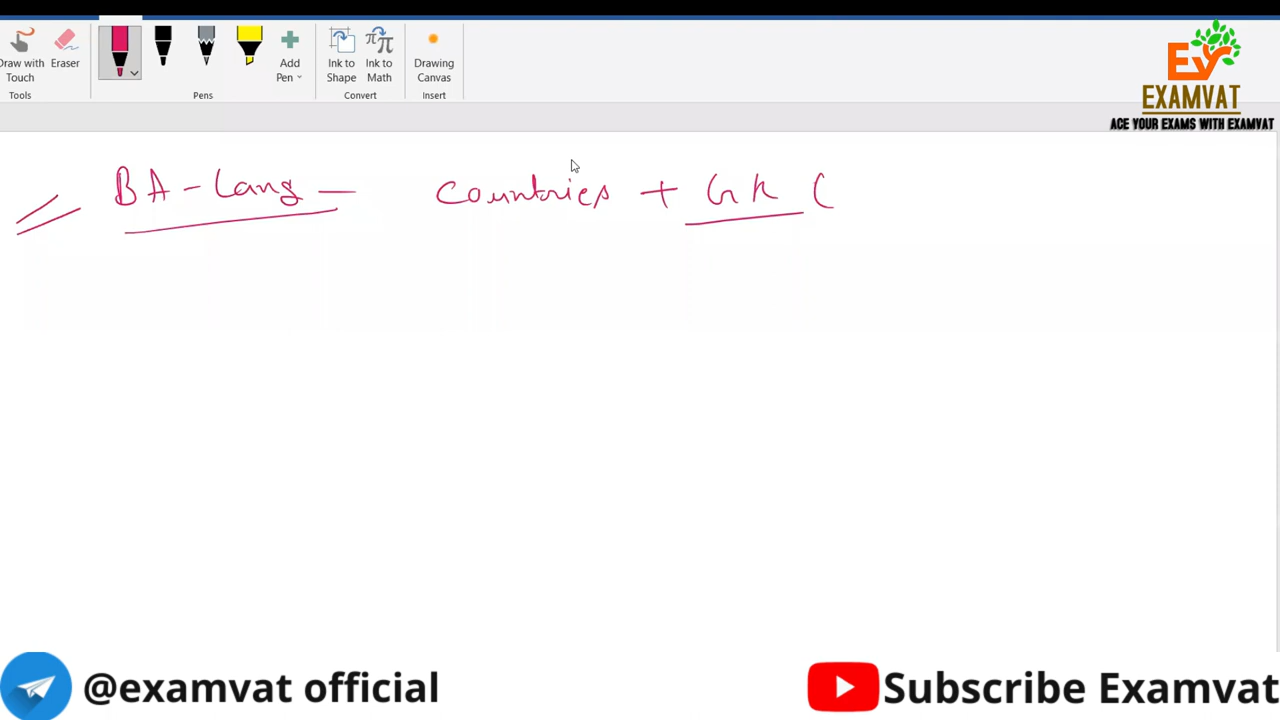 Draw with
Touch
Eraser
Add
Pen
Ink to
Shape
Ink to
Math
Drawing
Canvas
Tools
Pens
Convert
Insert
EV
EXAMVAT
ACE YOUR EXAMS WITH EXAMVAT
BA - Lang — Countries + GK (
@examvat official
Subscribe Examvat